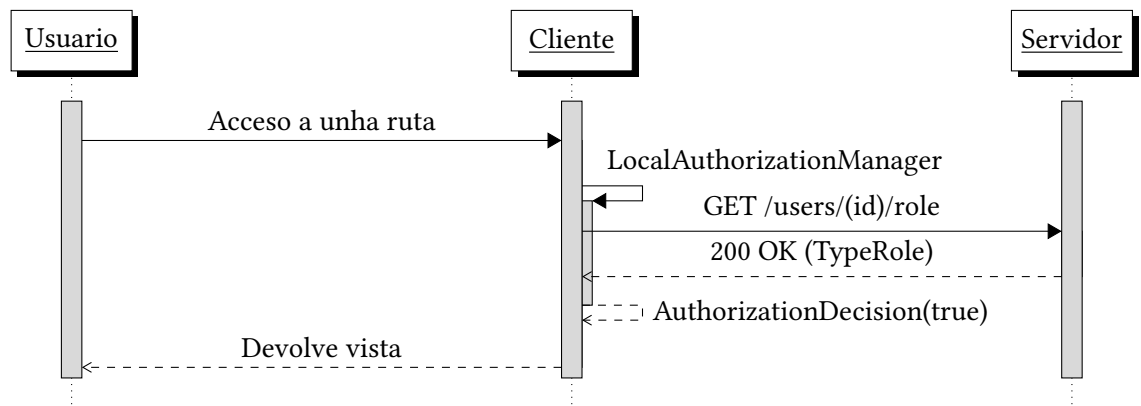 Usuario
Cliente
Servidor
Acceso a unha ruta
LocalAuthorizationManager
GET /users/(id)/role
200 OK (TypeRole)
AuthorizationDecision(true)
Devolve vista